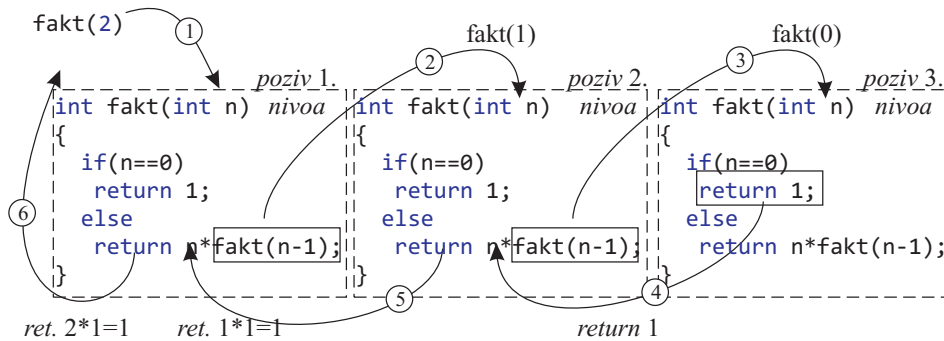 fakt(2)
1
2
fakt(1)
3
fakt(0)
poziv 1.
nivoa
int fakt(int n)
{
if(n==0)
return 1;
else
return n*fakt(n-1);
}
poziv 2.
nivoa
int fakt(int n)
{
if(n==0)
return 1;
else
return n*fakt(n-1);
}
poziv 3.
nivoa
int fakt(int n)
{
if(n==0)
return 1;
else
return n*fakt(n-1);
}
6
5
4
ret. 2*1=1
ret. 1*1=1
return 1